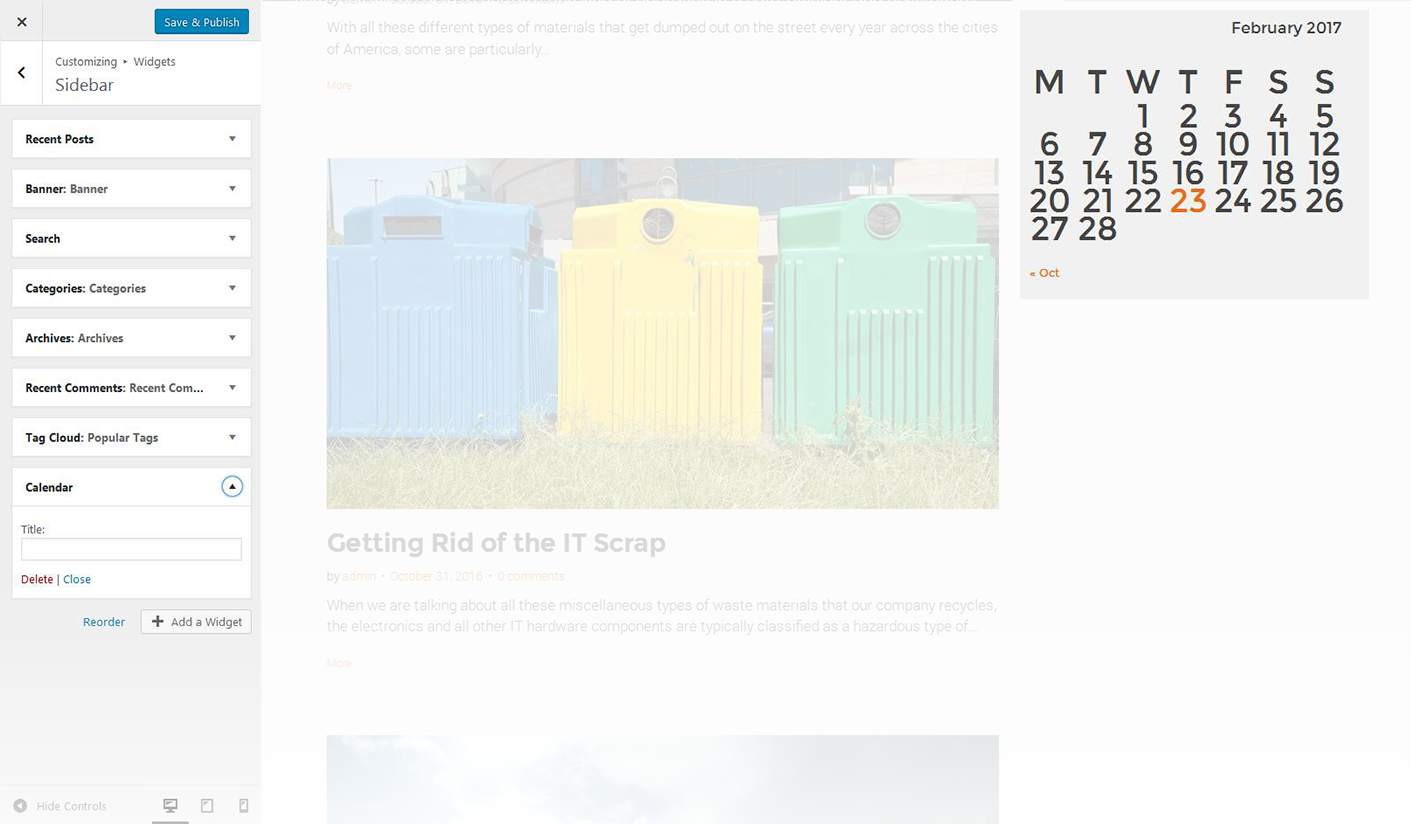 Save & Publish
Customizing ▸ Widgets
Sidebar
Recent Posts
Banner: Banner
Search
Categories: Categories
Archives: Archives
Recent Comments: Recent Com...
Tag Cloud: Popular Tags
Calendar
Title:
Delete | Close
Reorder
Add a Widget
Hide Controls
With all these different types of materials that get dumped out on the street every year across the cities
of America, some are particularly...
More
Getting Rid of the IT Scrap
by admin • October 31, 2016 • 0 comments
When we are talking about all these miscellaneous types of waste materials that our company recycles,
the electronics and all other IT hardware components are typically classified as a hazardous type of...
More
February 2017
M T W T F S S
1 2 3 4 5
6 7 8 9 10 11 12
13 14 15 16 17 18 19
20 21 22 23 24 25 26
27 28
« Oct